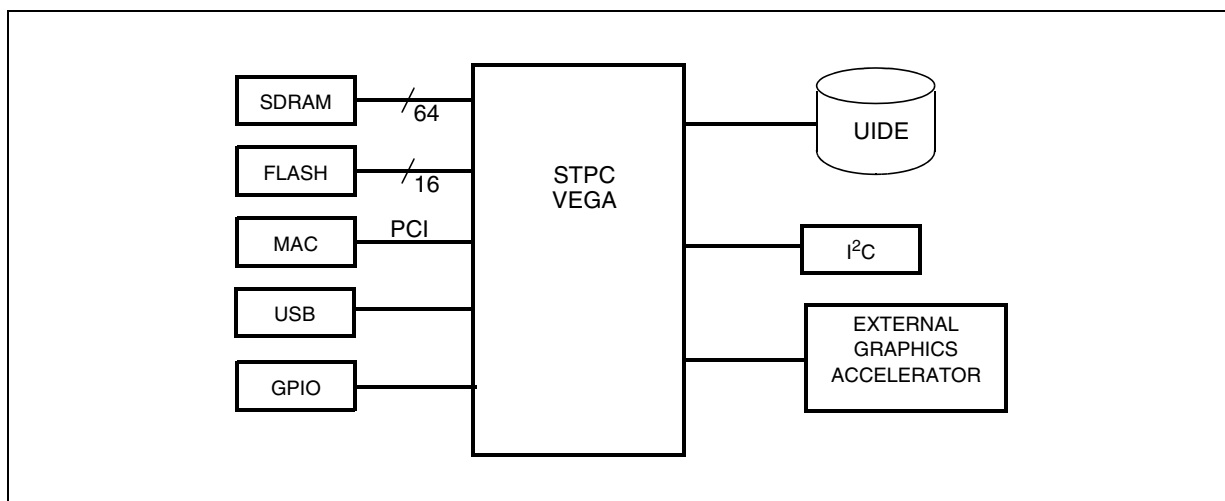 SDRAM
64
FLASH
16
MAC
PCI
USB
GPIO
STPC
VEGA
UIDE
I²C
EXTERNAL
GRAPHICS
ACCELERATOR